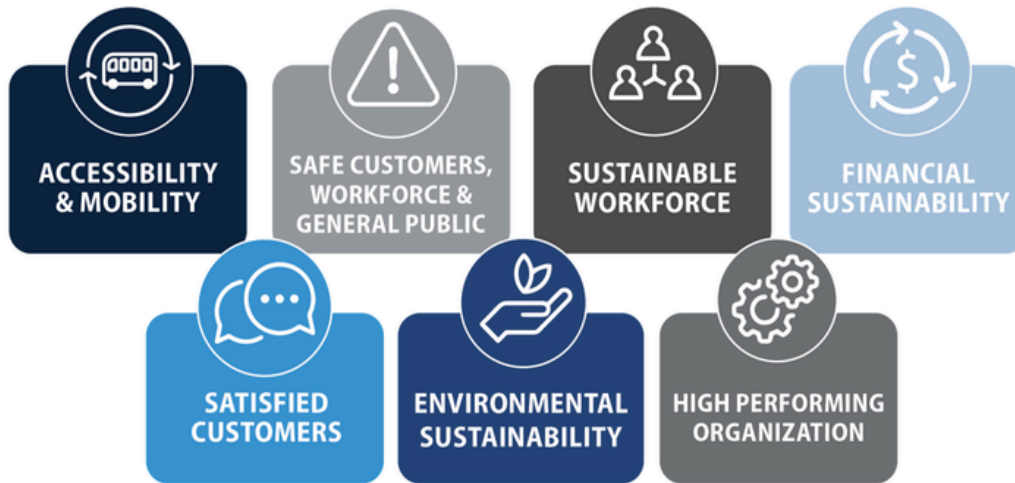 ACCESSIBILITY
& MOBILITY
SAFE CUSTOMERS,
WORKFORCE &
GENERAL PUBLIC
SUSTAINABLE
WORKFORCE
$
FINANCIAL
SUSTAINABILITY
SATISFIED
CUSTOMERS
ENVIRONMENTAL
SUSTAINABILITY
HIGH PERFORMING
ORGANIZATION